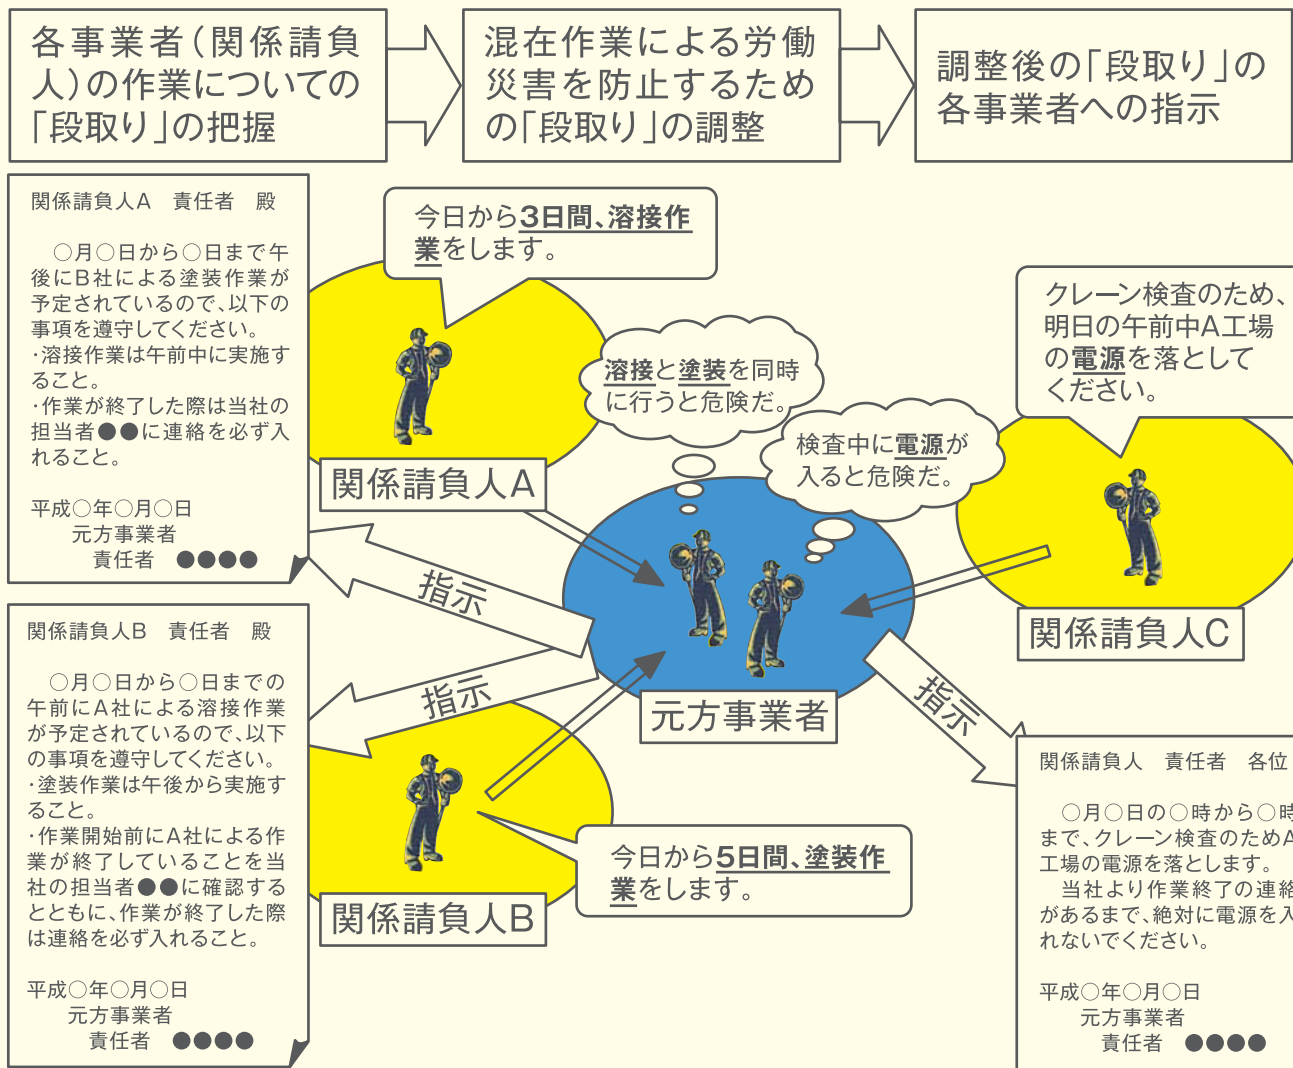 各事業者(関係請負
人)の作業についての
「段取り」の把握
混在作業による労働
災害を防止するため
の「段取り」の調整
調整後の「段取り」の
各事業者への指示
関係請負人A　責任者　殿
　○月○日から○日まで午
後にB社による塗装作業が
予定されているので、以下の
事項を遵守してください。
・溶接作業は午前中に実施す
ること。
・作業が終了した際は当社の
担当者●●に連絡を必ず入
れること。
平成○年○月○日
元方事業者
責任者　●●●●
今日から3日間、溶接作
業をします。
関係請負人A
溶接と塗装を同時
に行うと危険だ。
検査中に電源が
入ると危険だ。
クレーン検査のため、
明日の午前中A工場
の電源を落として
ください。
関係請負人C
指示
指示
指示
元方事業者
関係請負人B　責任者　殿
　○月○日から○日までの
午前にA社による溶接作業
が予定されているので、以下
の事項を遵守してください。
・塗装作業は午後から実施す
ること。
・作業開始前にA社による作
業が終了していることを当
社の担当者●●に確認する
とともに、作業が終了した際
は連絡を必ず入れること。
平成○年○月○日
元方事業者
責任者　●●●●
関係請負人B
今日から5日間、塗装作
業をします。
関係請負人　責任者　各位
　○月○日の○時から○時
まで、クレーン検査のためA
工場の電源を落とします。
　当社より作業終了の連絡
があるまで、絶対に電源を入
れないでください。
平成○年○月○日
元方事業者
責任者　●●●●